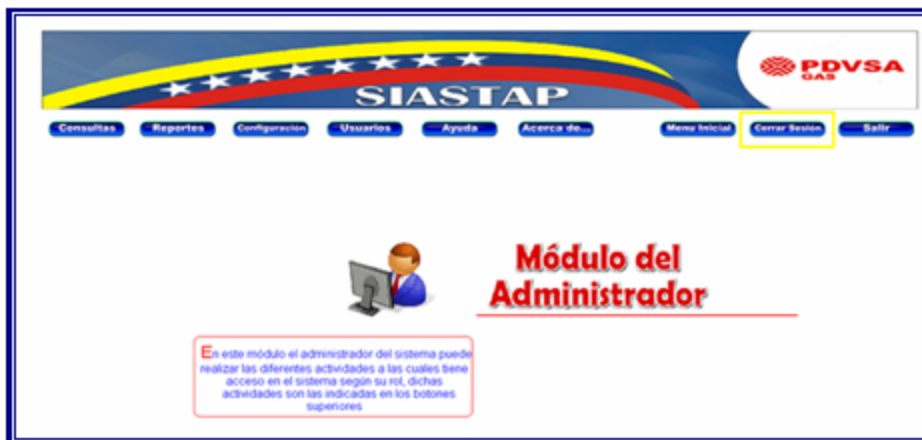 SIASTAP
PDVSA
GAS
Consultas Reportes Configuración Usuarios Ayuda Acerca de... Menu Inicial Cerrar Sesión Salir
Módulo del
Administrador
En este módulo el administrador del sistema puede
realizar las diferentes actividades a las cuales tiene
acceso en el sistema según su rol, dichas
actividades son las indicadas en los botones
superiores